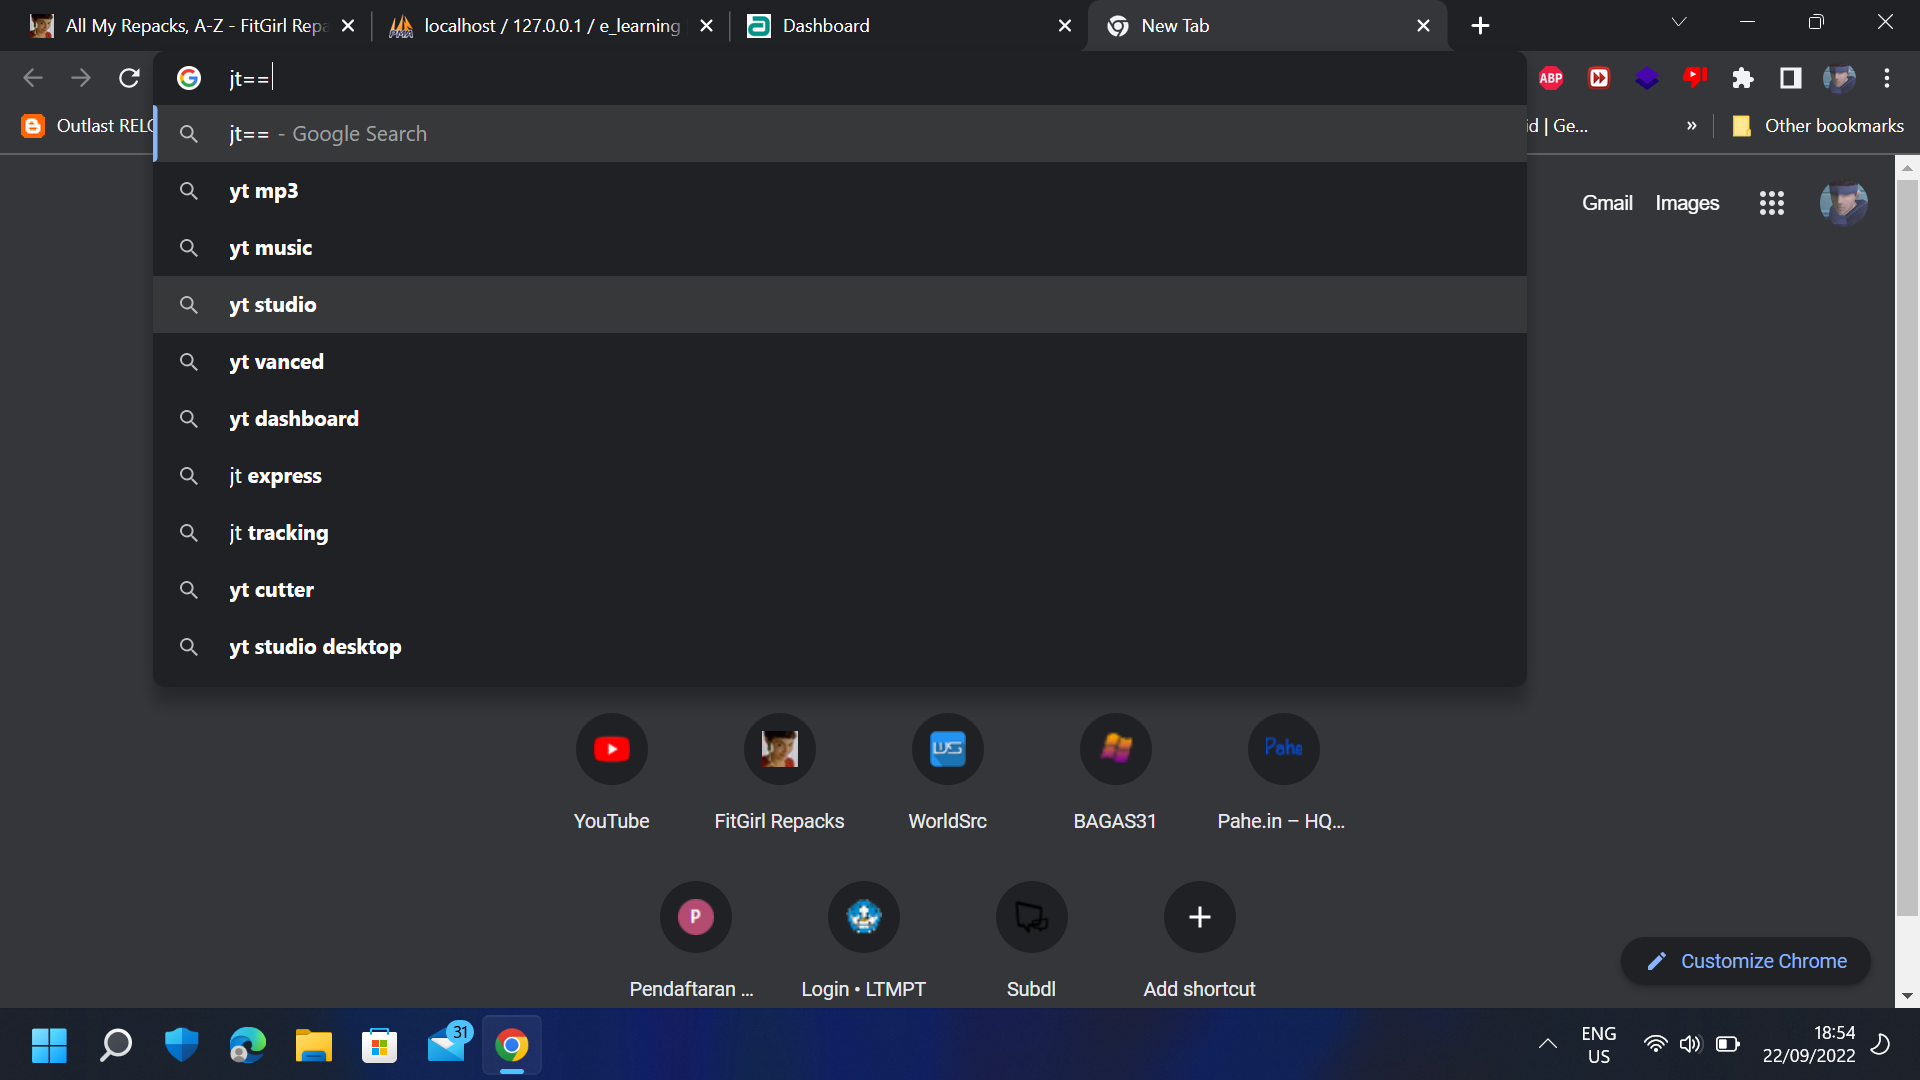 All My Repacks, A-Z - FitGirl Repa
localhost / 127.0.0.1 / e_learning
Dashboard
New Tab
jt==
ABP
Outlast RELO
id | Ge...
»
Other bookmarks
jt== - Google Search
yt mp3
yt music
yt studio
yt vanced
yt dashboard
jt express
jt tracking
yt cutter
yt studio desktop
Gmail
Images
Pahe
YouTube
FitGirl Repacks
WorldSrc
BAGAS31
Pahe.in – HQ...
P
Pendaftaran ...
Login • LTMPT
Subdl
Add shortcut
Customize Chrome
31
ENG
US
18:54
22/09/2022